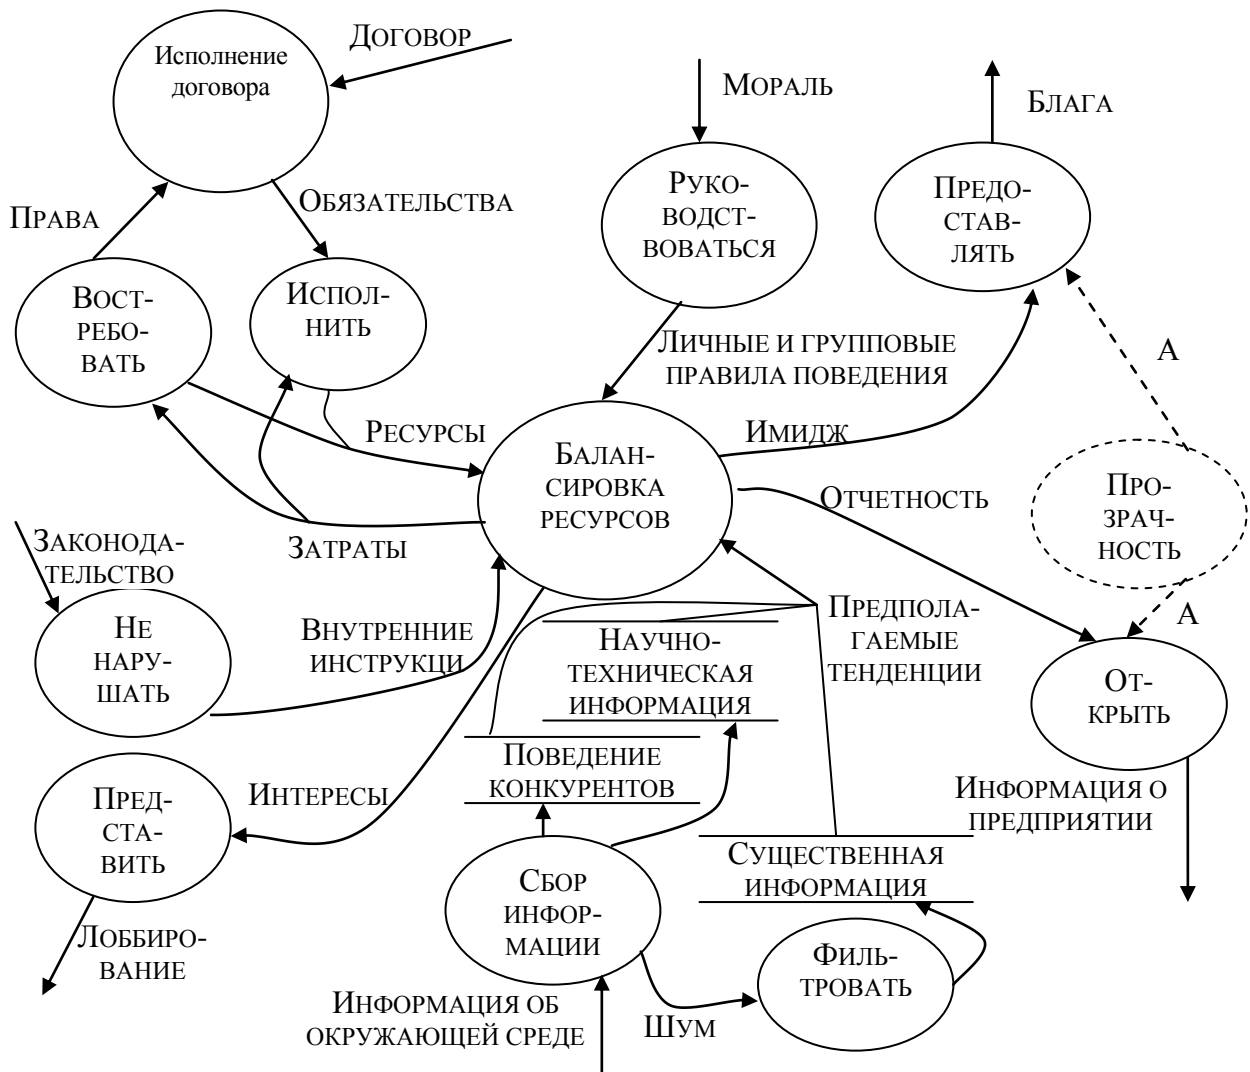 Исполнение
договора
ДОГОВОР
МОРАЛЬ
БЛАГА
ПРАВА
ОБЯЗАТЕЛЬСТВА
РУКО-
ВОДСТ-
ВОВАТЬСЯ
ПРЕДО-
СТАВ-
ЛЯТЬ
ВОСТ-
РЕБО-
ВАТЬ
ИСПОЛ-
НИТЬ
ЛИЧНЫЕ И ГРУППОВЫЕ
ПРАВИЛА ПОВЕДЕНИЯ
А
РЕСУРСЫ
ИМИДЖ
БАЛАН-
СИРОВКА
РЕСУРСОВ
ОТЧЕТНОСТЬ
ПРО-
ЗРАЧ-
НОСТЬ
ЗАТРАТЫ
ЗАКОНОДА-
ТЕЛЬСТВО
НЕ
НАРУ-
ШАТЬ
ВНУТРЕННИЕ
ИНСТРУКЦИ
НАУЧНО-
ТЕХНИЧЕСКАЯ
ИНФОРМАЦИЯ
ПРЕДПОЛА-
ГАЕМЫЕ
ТЕНДЕНЦИИ
А
ОТ-
КРЫТЬ
ПОВЕДЕНИЕ
КОНКУРЕНТОВ
ПРЕД-
СТА-
ВИТЬ
ИНТЕРЕСЫ
ИНФОРМАЦИЯ О
ПРЕДПРИЯТИИ
СУЩЕСТВЕННАЯ
ИНФОРМАЦИЯ
СБОР
ИНФОР-
МАЦИИ
ЛОББИРО-
ВАНИЕ
ФИЛЬ-
ТРОВАТЬ
ИНФОРМАЦИЯ ОБ
ОКРУЖАЮЩЕЙ СРЕДЕ
ШУМ